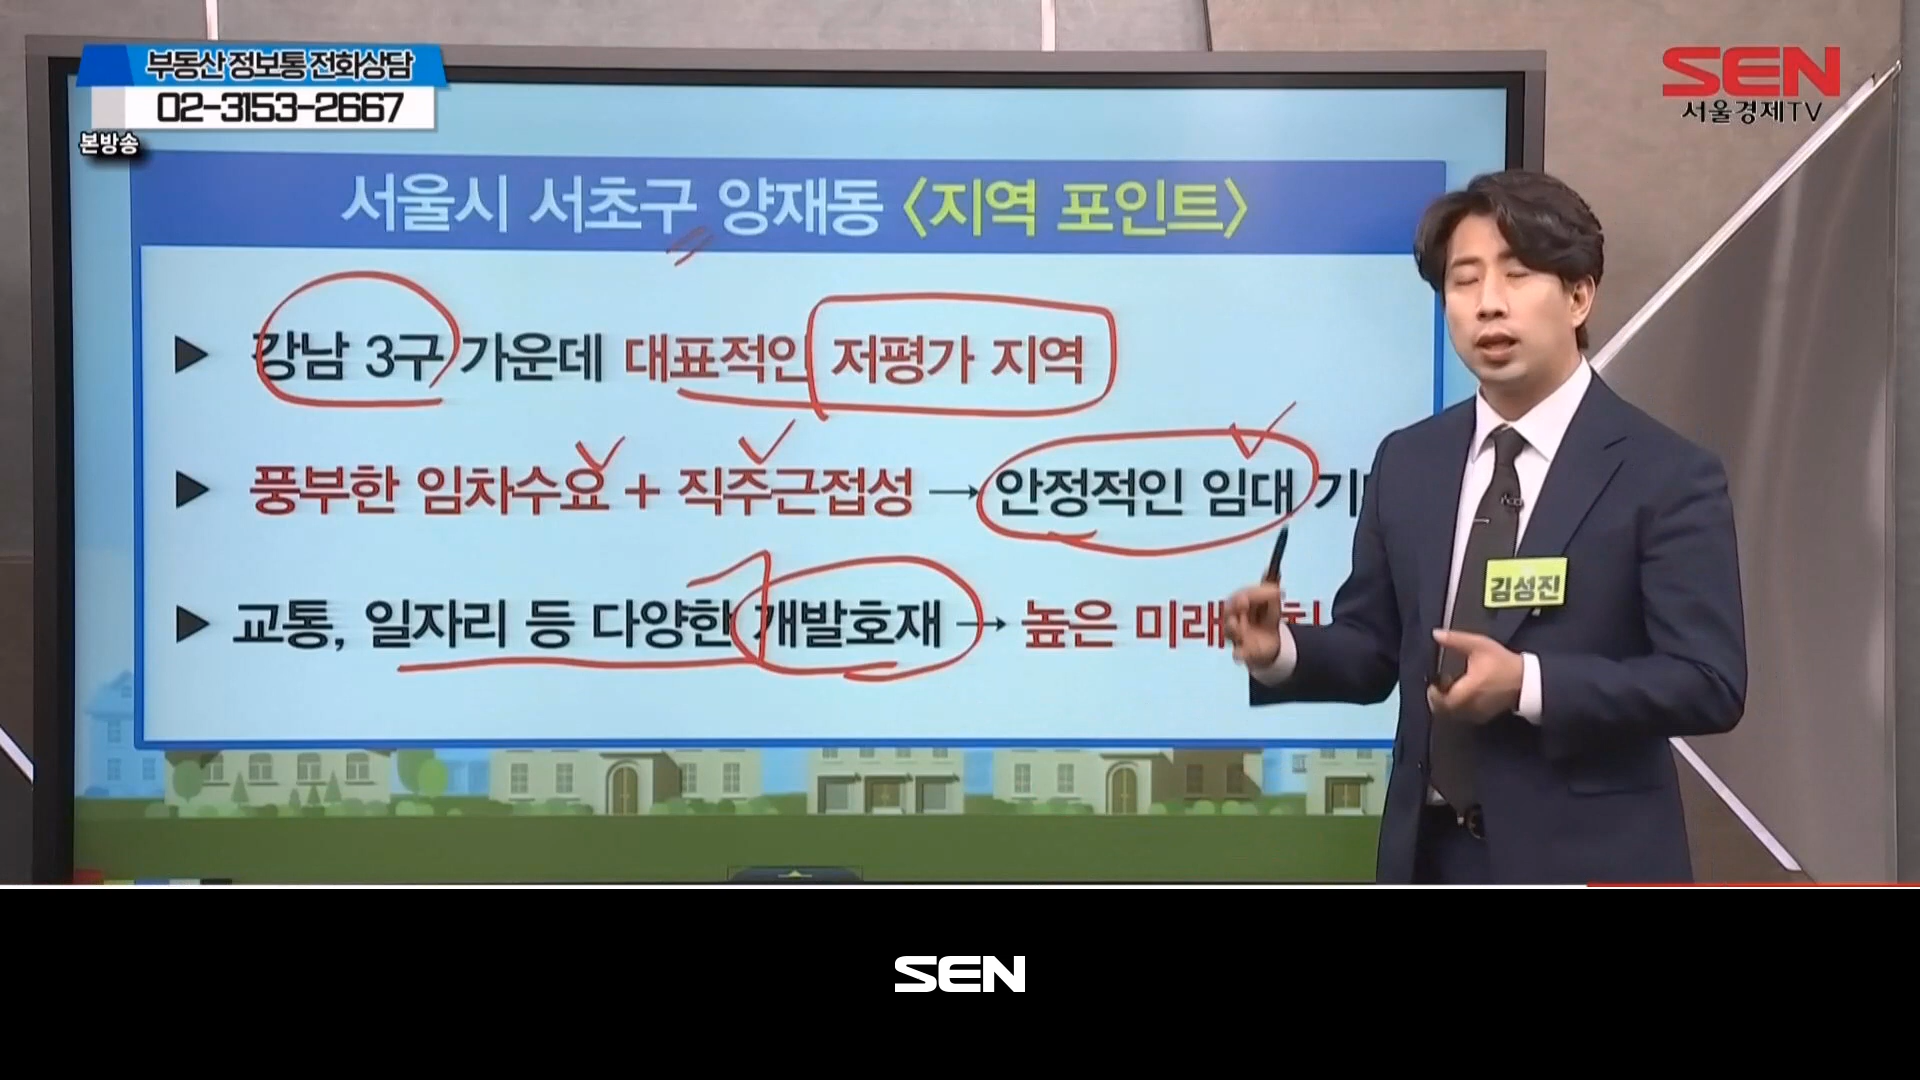 부동산 정보통 전화상담
02-3153-2667
본방송
SEN
서울경제TV
서울시 서초구 양재동 <지역 포인트>
▶ 강남 3구 가운데 대표적인 저평가 지역
▶ 풍부한 임차수요 + 직주근접성 → 안정적인 임대
▶ 교통, 일자리 등 다양한 개발호재 → 높은 미래
김성진
SEN